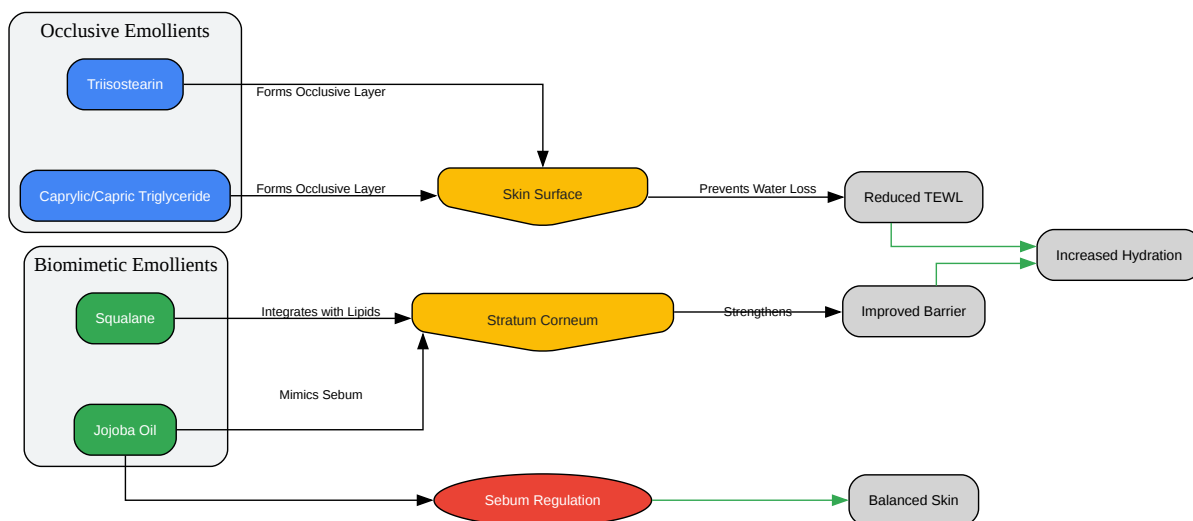 Occlusive Emollients
Triisostearin
Forms Occlusive Layer
Caprylic/Capric Triglyceride
Forms Occlusive Layer
Skin Surface
Prevents Water Loss
Reduced TEWL
Increased Hydration
Biomimetic Emollients
Squalane
Integrates with Lipids
Stratum Corneum
Strengthens
Improved Barrier
Mimics Sebum
Jojoba Oil
Sebum Regulation
Balanced Skin